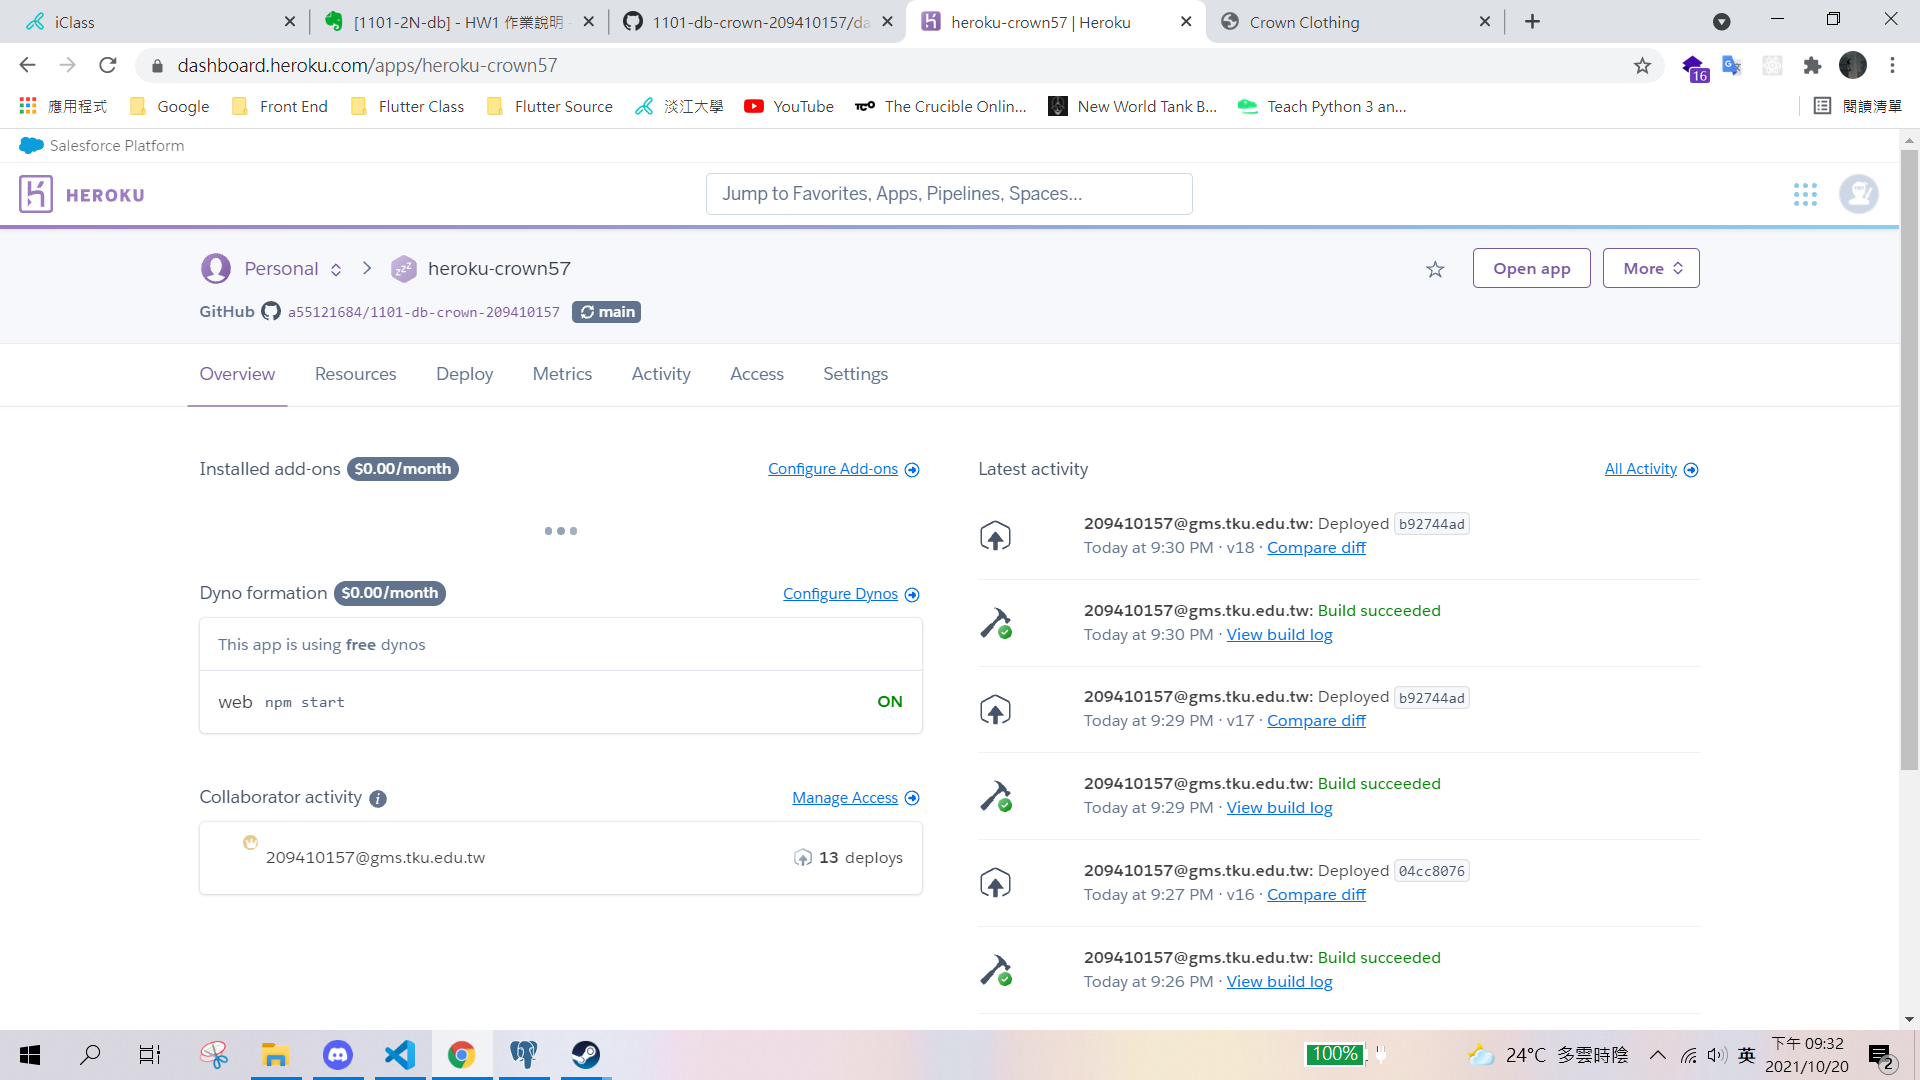 iClass
[1101-2N-db] - HW1 作業說明
1101-db-crown-209410157/da
heroku-crown57 | Heroku
Crown Clothing
dashboard.heroku.com/apps/heroku-crown57
16
應用程式
Google
Front End
Flutter Class
Flutter Source
淡江大學
YouTube
The Crucible Onlin...
New World Tank B...
Teach Python 3 an...
閱讀清單
Salesforce Platform
HEROKU
Jump to Favorites, Apps, Pipelines, Spaces...
Personal
heroku-crown57
Open app
More
GitHub a55121684/1101-db-crown-209410157 main
Overview
Resources
Deploy
Metrics
Activity
Access
Settings
Installed add-ons $0.00/month
Configure Add-ons
Dyno formation $0.00/month
Configure Dynos
This app is using free dynos
web npm start
ON
Collaborator activity
Manage Access
209410157@gms.tku.edu.tw
13 deploys
Latest activity
All Activity
209410157@gms.tku.edu.tw: Deployed b92744ad
Today at 9:30 PM · v18 · Compare diff
209410157@gms.tku.edu.tw: Build succeeded
Today at 9:30 PM · View build log
209410157@gms.tku.edu.tw: Deployed b92744ad
Today at 9:29 PM · v17 · Compare diff
209410157@gms.tku.edu.tw: Build succeeded
Today at 9:29 PM · View build log
209410157@gms.tku.edu.tw: Deployed 04cc8076
Today at 9:27 PM · v16 · Compare diff
209410157@gms.tku.edu.tw: Build succeeded
Today at 9:26 PM · View build log
100%
24°C 多雲時陰
英
下午 09:32
2021/10/20
2